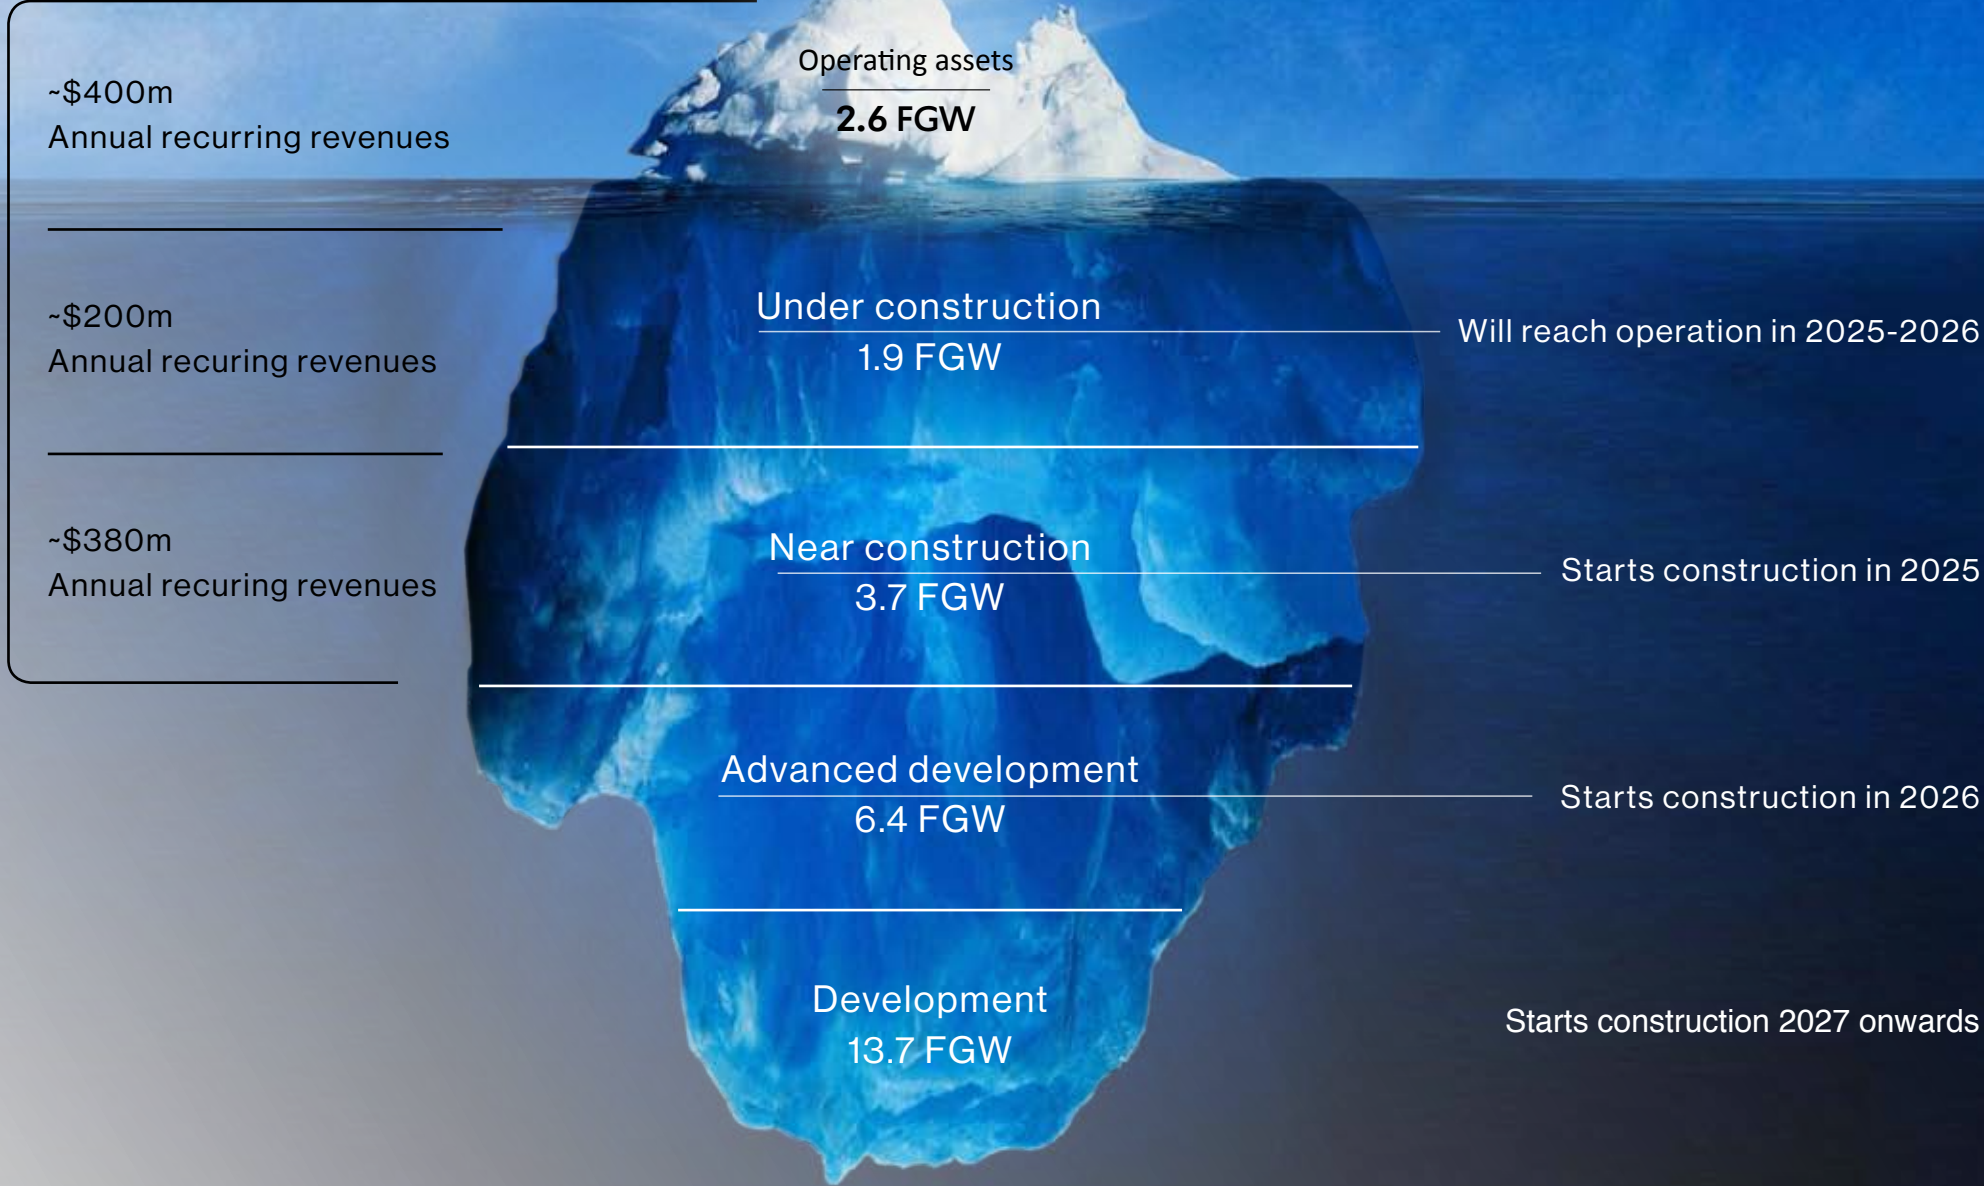 Operating assets
2.6 FGW
~$400m
Annual recurring revenues
~$200m
Annual recuring revenues
Under construction
1.9 FGW
Will reach operation in 2025-2026
~$380m
Annual recuring revenues
Near construction
3.7 FGW
Starts construction in 2025
Advanced development
6.4 FGW
Starts construction in 2026
Development
13.7 FGW
Starts construction 2027 onwards